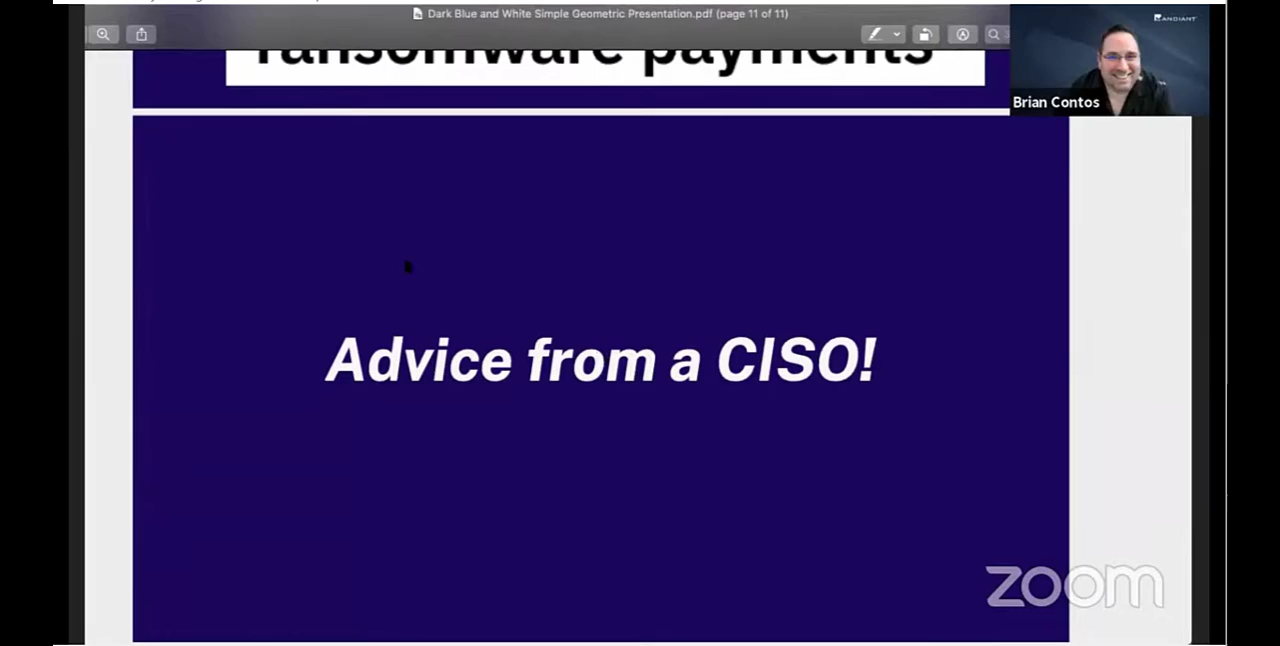 Dark Blue and White Simple Geometric Presentation.pdf (page 11 of 11)
MANDIANT
Brian Contos
ransomware payments
Advice from a CISO!
zoom